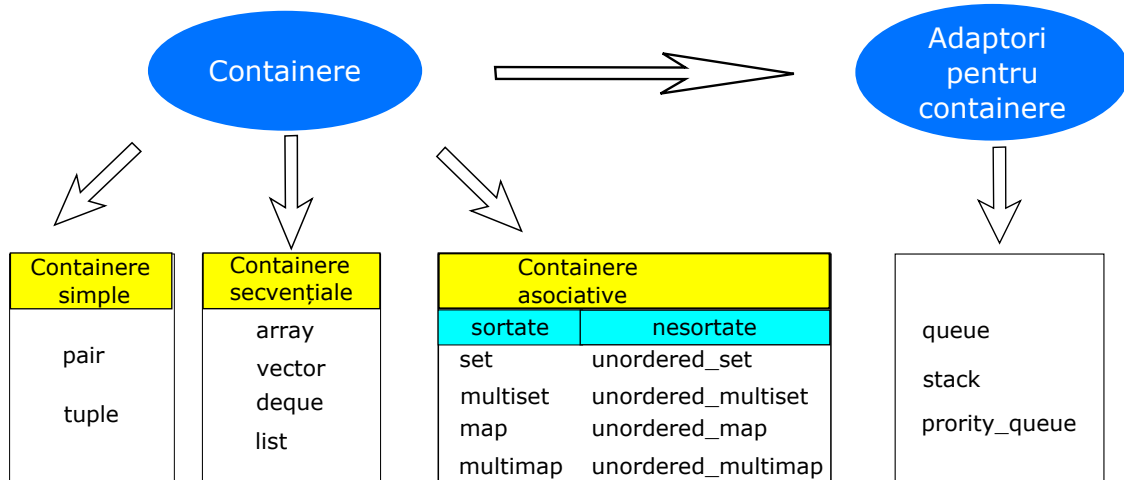 Containere
Adaptori
pentru
containere
Containere
simple
pair
tuple
Containere
secvențiale
array
vector
deque
list
Containere
asociative
sortate nesortate
set unordered_set
multiset unordered_multiset
map unordered_map
multimap unordered_multimap
queue
stack
prority_queue